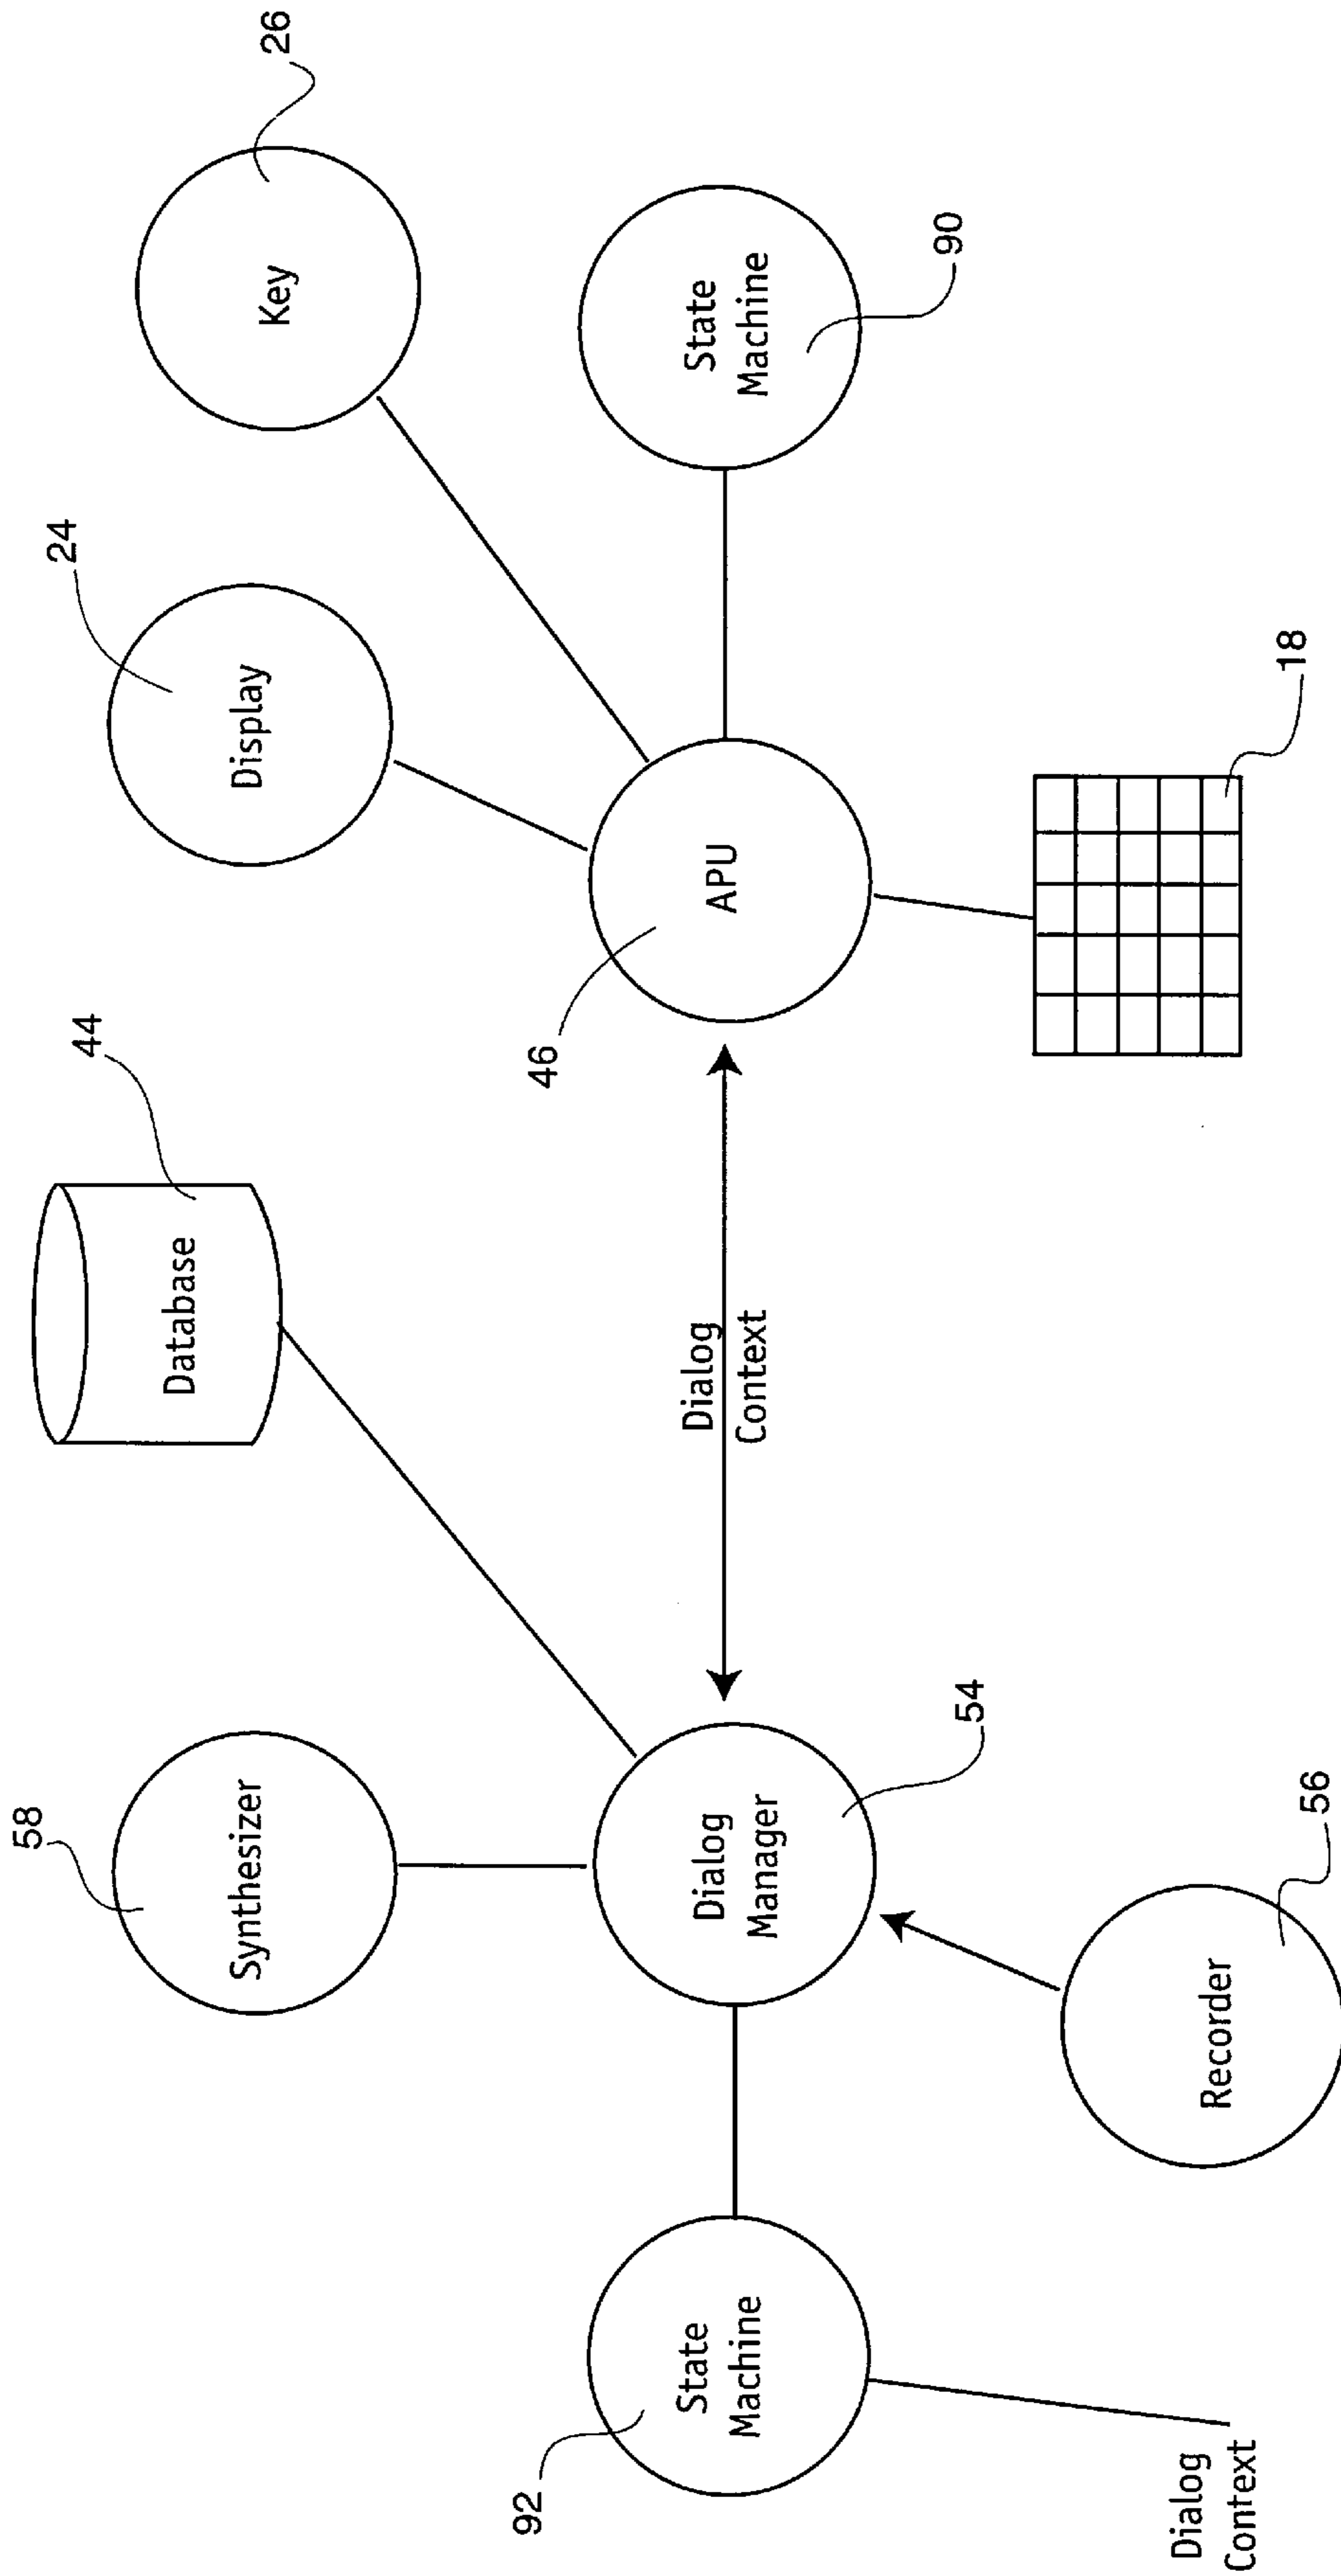 58
Synthesizer
44
Database
24
Display
26
Key
92
State
Machine
Dialog
Manager
54
Dialog
Context
46
APU
State
Machine
90
Dialog
Context
Recorder
56
18